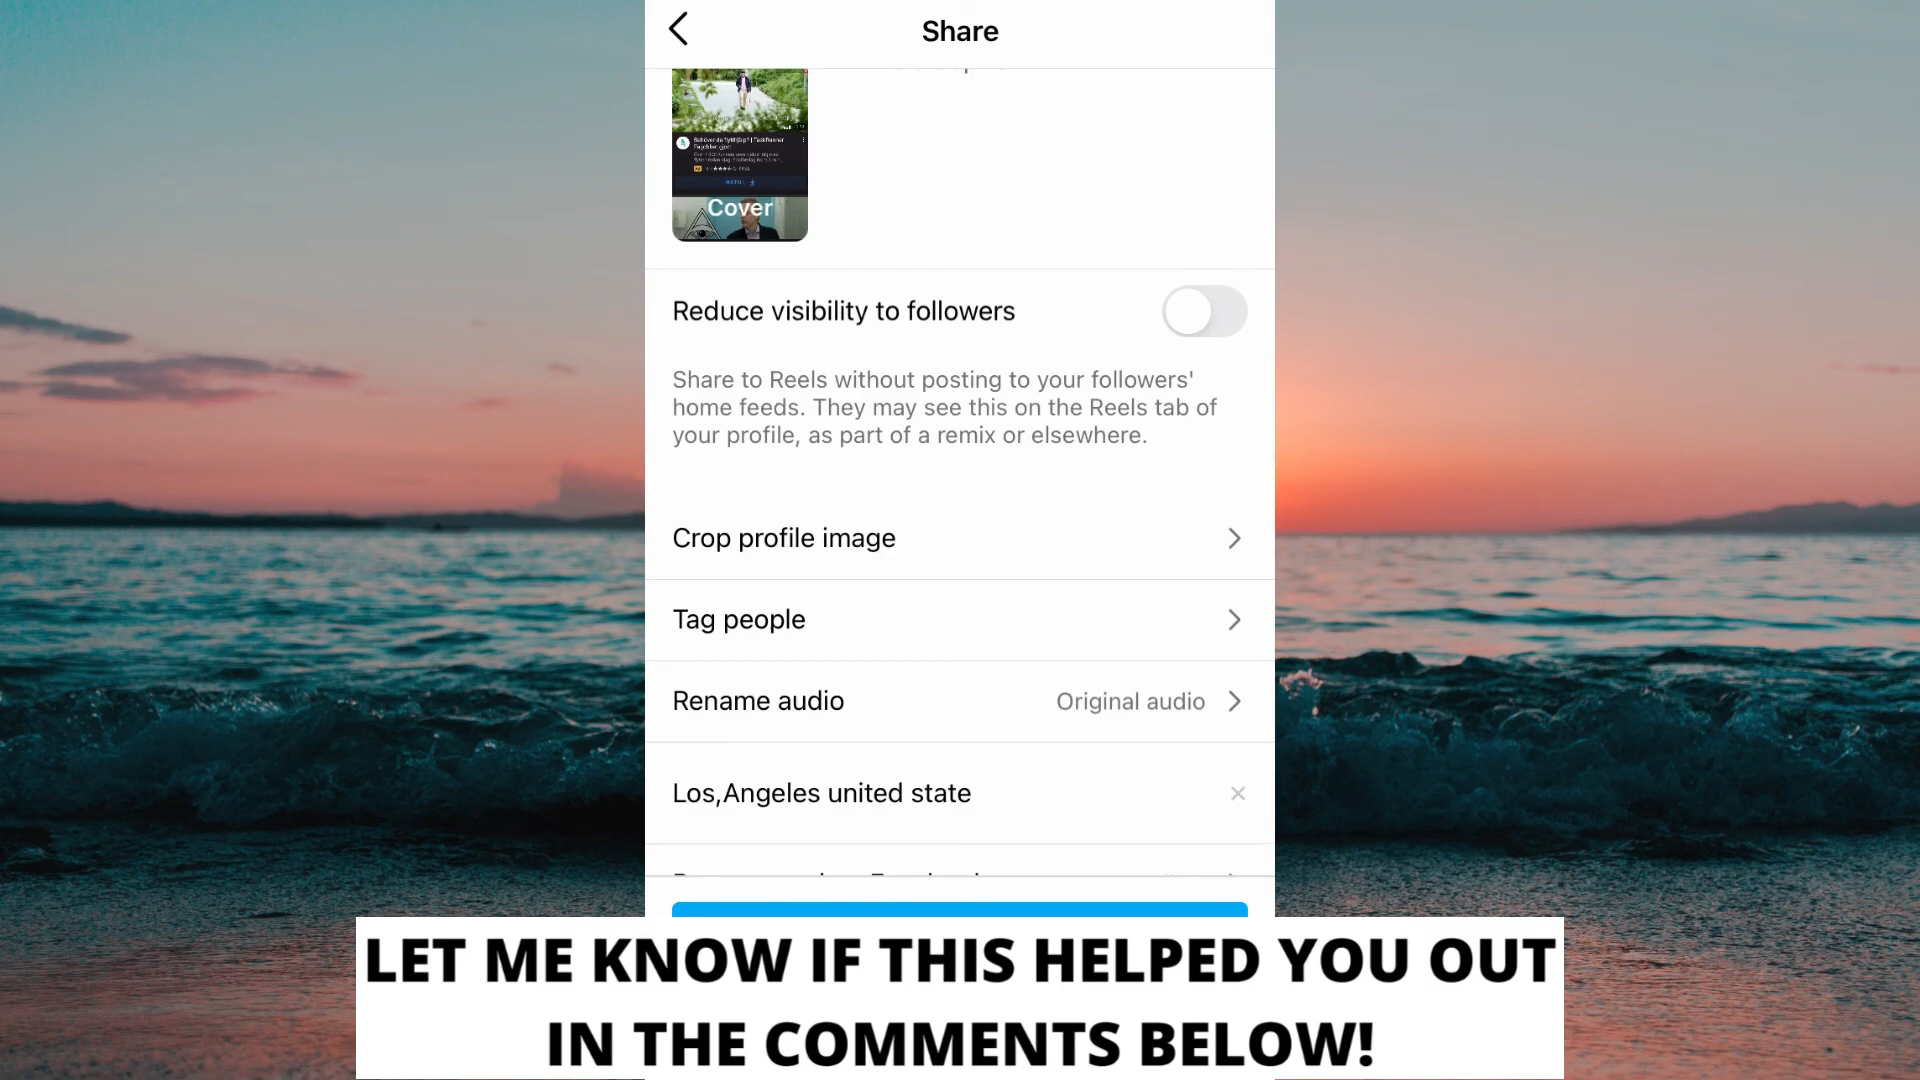 Share
Cover
Reduce visibility to followers
Share to Reels without posting to your followers'
home feeds. They may see this on the Reels tab of
your profile, as part of a remix or elsewhere.
Crop profile image
Tag people
Rename audio
Original audio
Los,Angeles united state
LET ME KNOW IF THIS HELPED YOU OUT
IN THE COMMENTS BELOW!